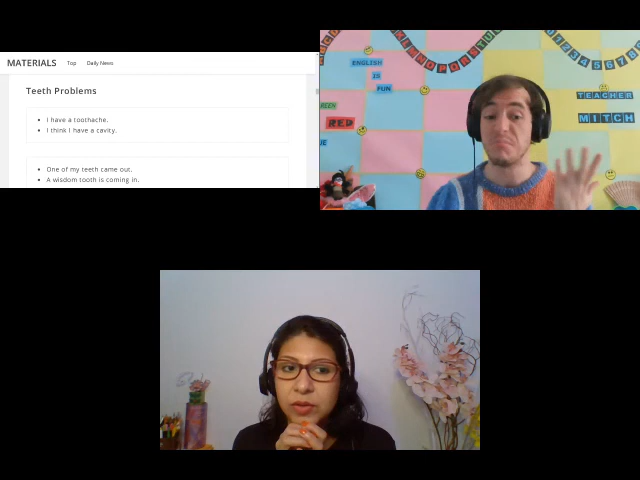 MATERIALS Top Daily News
Teeth Problems
I have a toothache.
I think I have a cavity.
One of my teeth came out.
A wisdom tooth is coming in.
ENGLISH
IS
FUN
RED
TEACHER
MITCH